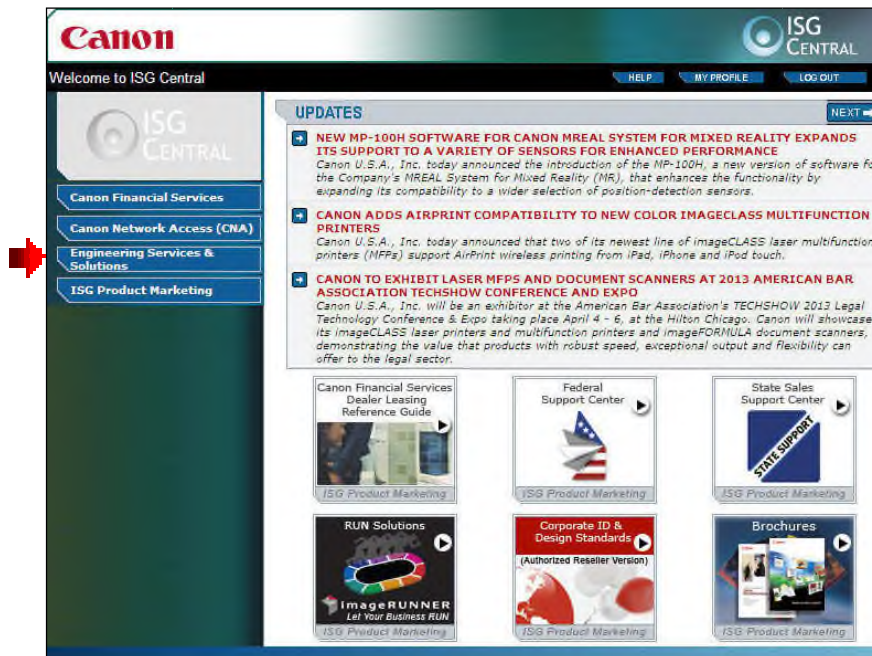 Canon
ISG
CENTRAL
Welcome to ISG Central
HELP
MY PROFILE
LOG OUT
ISG
CENTRAL
Canon Financial Services
Canon Network Access (CNA)
Engineering Services &
Solutions
ISG Product Marketing
UPDATES
NEXT
NEW MP-100H SOFTWARE FOR CANON MREAL SYSTEM FOR MIXED REALITY EXPANDS
ITS SUPPORT TO A VARIETY OF SENSORS FOR ENHANCED PERFORMANCE
Canon U.S.A., Inc. today announced the introduction of the MP-100H, a new version of software fo
the Company's MREAL System for Mixed Reality (MR), that enhances the functionality by
expanding its compatibility to a wider selection of position-detection sensors.
CANON ADDS AIRPRINT COMPATIBILITY TO NEW COLOR IMAGECLASS MULTIFUNCTION
PRINTERS
Canon U.S.A., Inc. today announced that two of its newest line of imageCLASS laser multifunction
printers (MFPs) support AirPrint wireless printing from iPad, iPhone and iPod touch.
CANON TO EXHIBIT LASER MFPS AND DOCUMENT SCANNERS AT 2013 AMERICAN BAR
ASSOCIATION TECHSHOW CONFERENCE AND EXPO
Canon U.S.A., Inc. will be an exhibitor at the American Bar Association's TECHSHOW 2013 Legal
Technology Conference & Expo taking place April 4 - 6, at the Hilton Chicago. Canon will showcase
its imageCLASS laser printers and multifunction printers and imageFORMULA document scanners,
demonstrating the value that products with robust speed, exceptional output and flexibility can
offer to the legal sector.
Canon Financial Services
Dealer Leasing
Reference Guide
ISG Product Marketing
Federal
Support Center
ISG Product Marketing
State Sales
Support Center
STATE SUPPORT
ISG Product Marketing
RUN Solutions
imageRUNNER
Let Your Business RUN
ISG Product Marketing
Corporate ID &
Design Standards
(Authorized Reseller Version)
ISG Product Marketing
Brochures
ISG Product Marketing